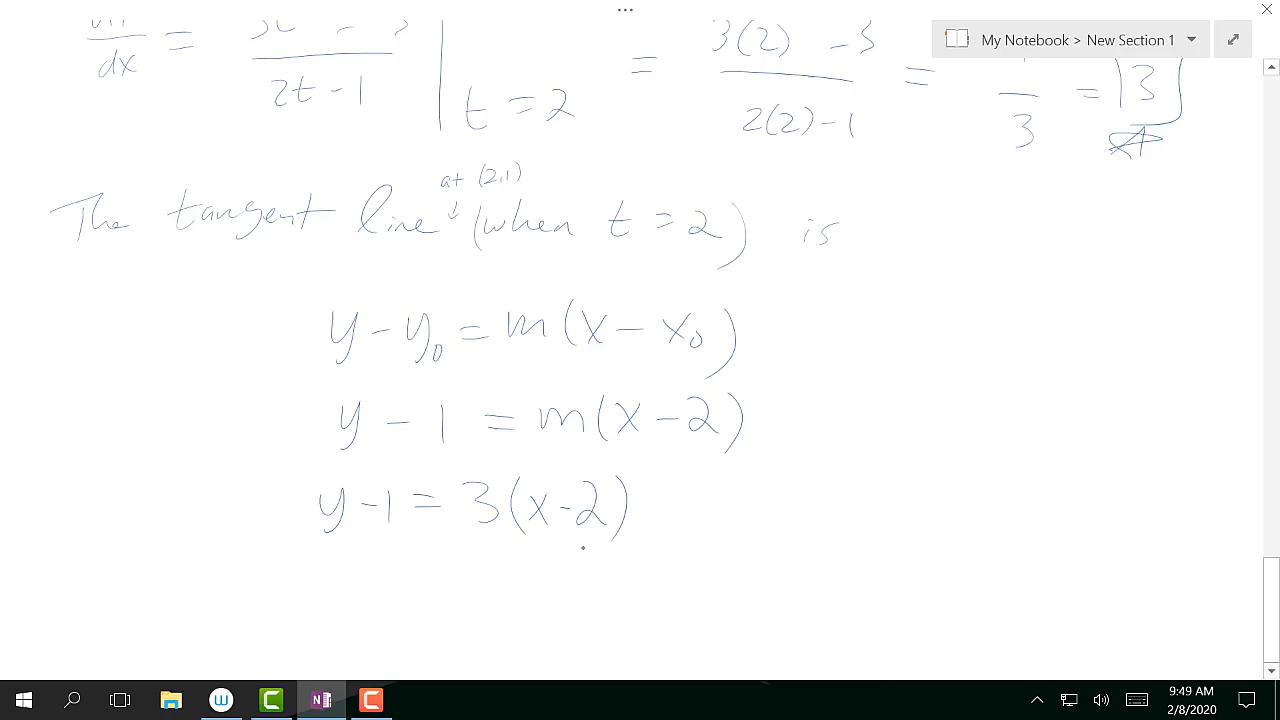 My Notebook > New Section 1
dx = 2t - 1 | t = 2 = 3(2) - 3 / 2(2) - 1 = / 3 = 3
at (2,1)
The tangent line ↓ (when t = 2) is
y - y₀ = m(x - x₀)
y - 1 = m(x - 2)
y - 1 = 3(x - 2)
W
N
9:49 AM
2/8/2020